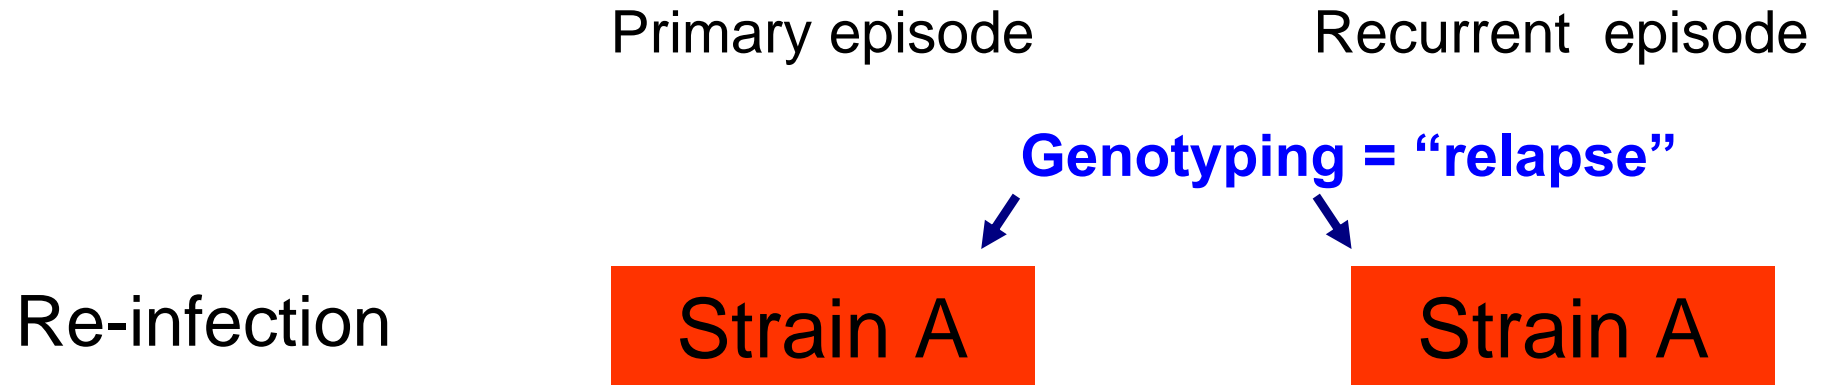 Primary episode Recurrent episode
Genotyping = “relapse”
Re-infection Strain A Strain A